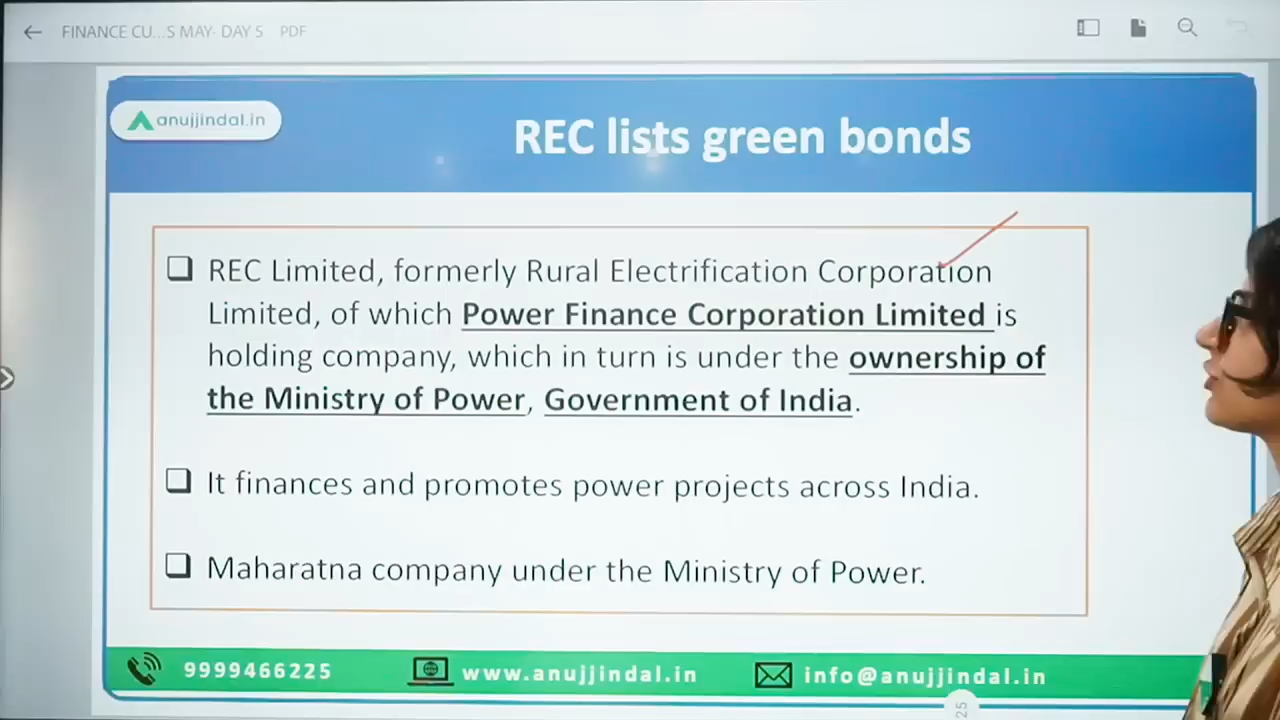 FINANCE CU...S MAY- DAY 5 PDF
anujjindal.in
REC lists green bonds
REC Limited, formerly Rural Electrification Corporation
Limited, of which Power Finance Corporation Limited is
holding company, which in turn is under the ownership of
the Ministry of Power, Government of India.
It finances and promotes power projects across India.
Maharatna company under the Ministry of Power.
9999466225 www.anujjindal.in info@anujjindal.in
25